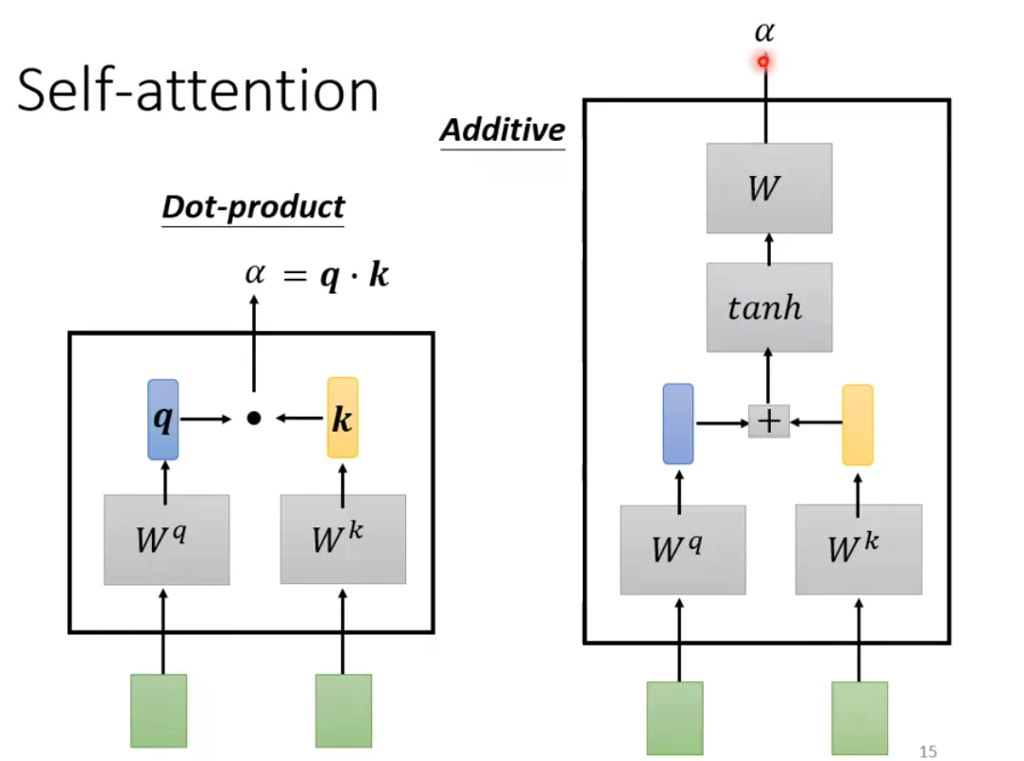 Self-attention
Dot-product
α = q · k
q
k
W^q
W^k
Additive
α
W
tanh
+
W^q
W^k
15